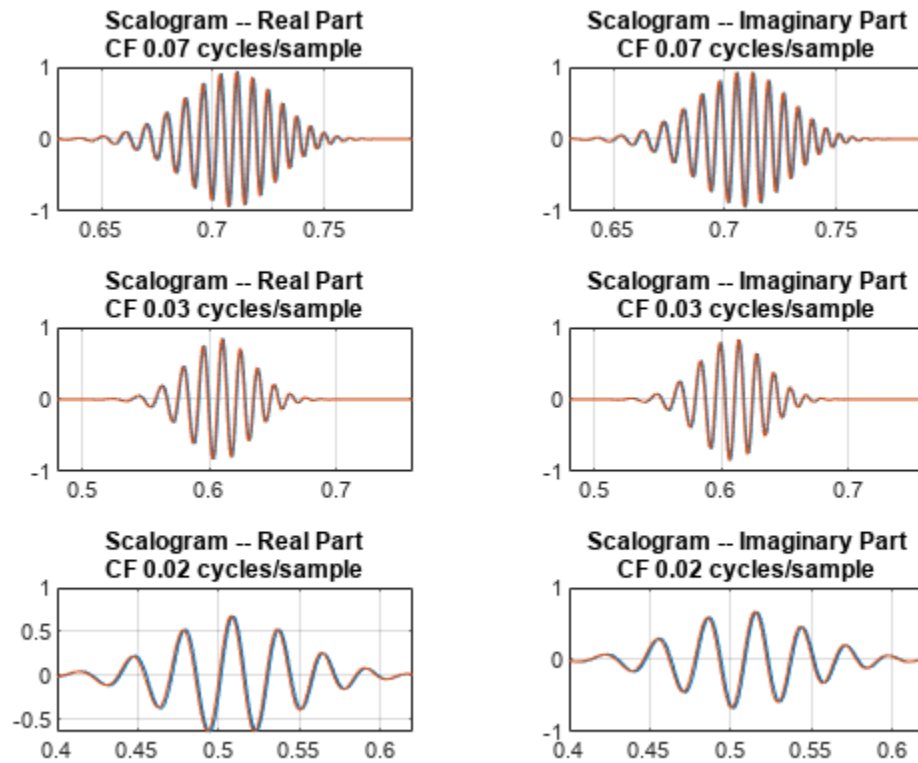 Scalogram -- Real Part
CF 0.07 cycles/sample
1
0
-1
0.65 0.7 0.75
Scalogram -- Imaginary Part
CF 0.07 cycles/sample
1
0
-1
0.65 0.7 0.75
Scalogram -- Real Part
CF 0.03 cycles/sample
1
0
-1
0.5 0.6 0.7
Scalogram -- Imaginary Part
CF 0.03 cycles/sample
1
0
-1
0.5 0.6 0.7
Scalogram -- Real Part
CF 0.02 cycles/sample
1
0.5
0
-0.5
0.4 0.45 0.5 0.55 0.6
Scalogram -- Imaginary Part
CF 0.02 cycles/sample
1
0
-1
0.4 0.45 0.5 0.55 0.6